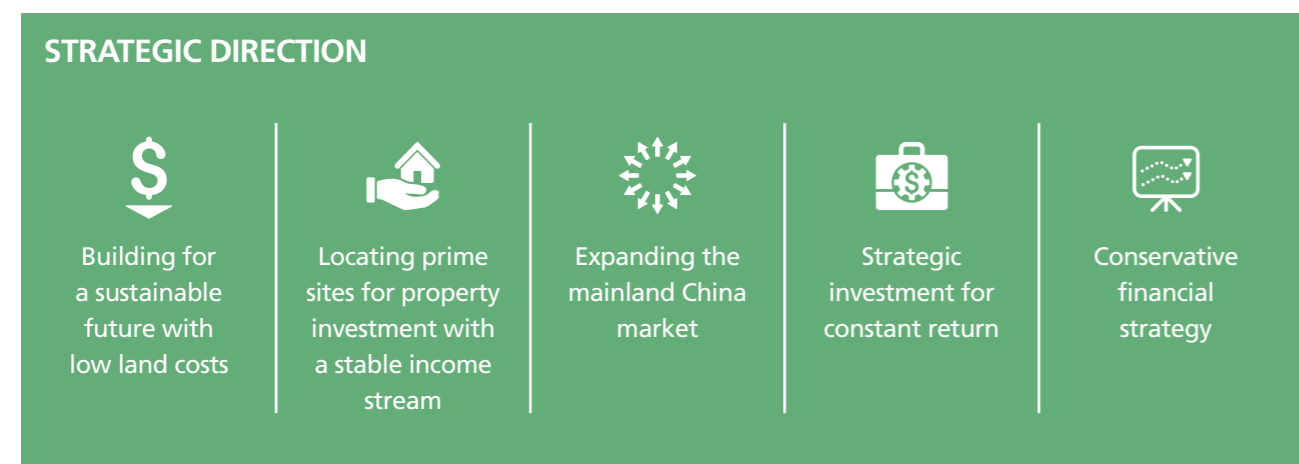 STRATEGIC DIRECTION
Building for
a sustainable
future with
low land costs
Locating prime
sites for property
investment with
a stable income
stream
Expanding the
mainland China
market
Strategic
investment for
constant return
Conservative
financial
strategy